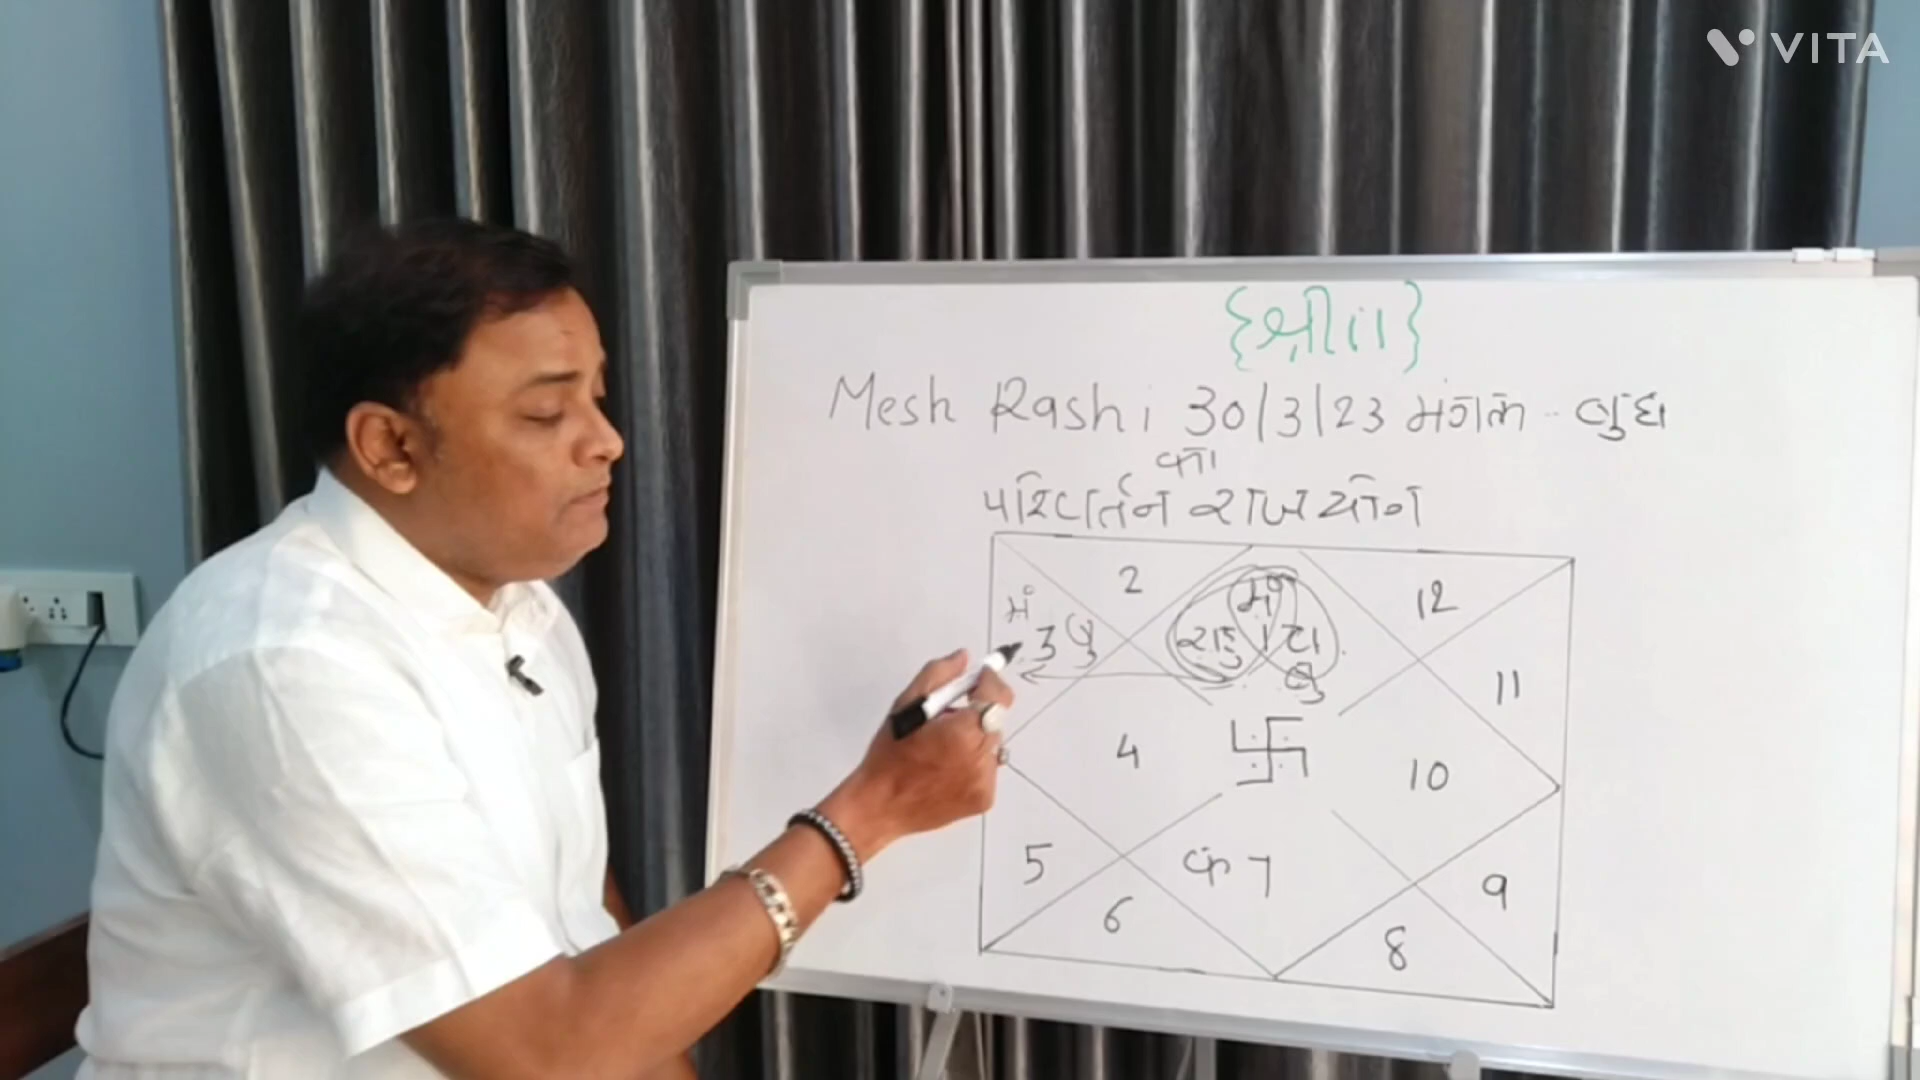 VITA
{श्री।।}
Mesh Rashi 30/3/23 मंगल - बुध
का
परिवर्तन राजयोग
2
मं
12
मं
3 बु
राहु 1
बु
11
4
10
5
के 7
9
6
8